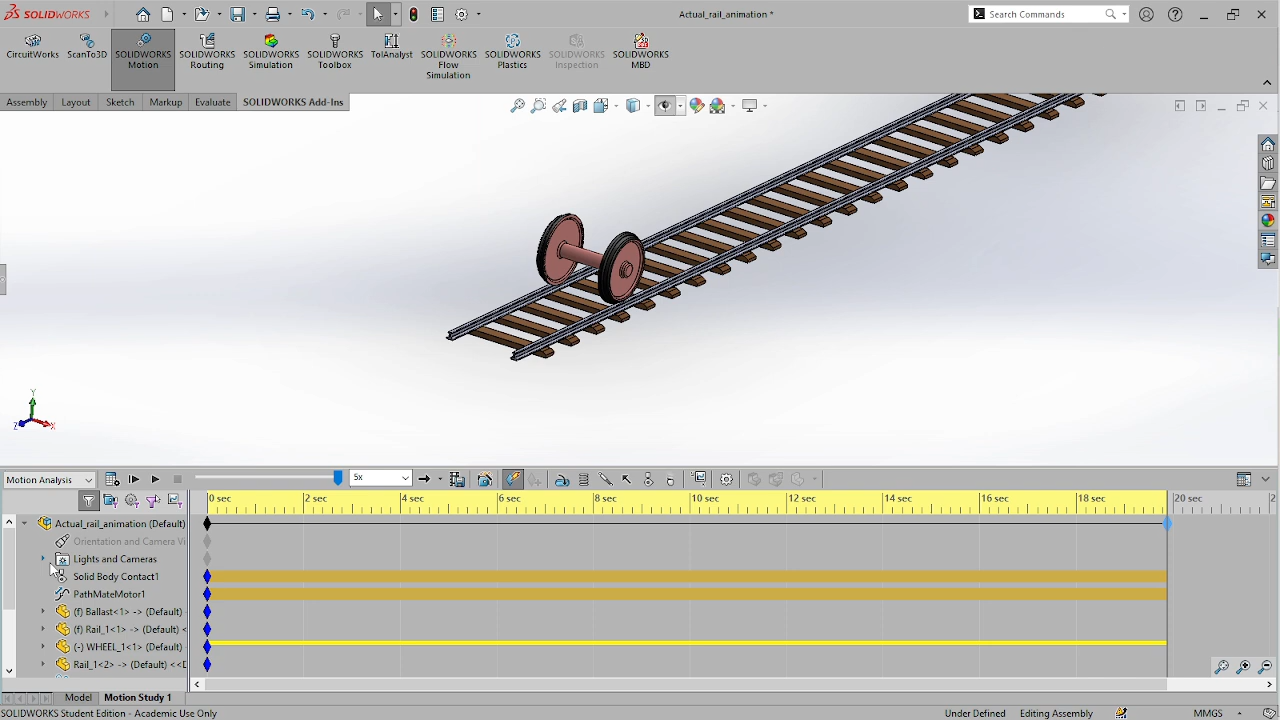 SOLIDWORKS
Actual_rail_animation *
Search Commands
CircuitWorks
ScanTo3D
SOLIDWORKS
Motion
SOLIDWORKS
Routing
SOLIDWORKS
Simulation
SOLIDWORKS
Toolbox
TolAnalyst
SOLIDWORKS
Flow
Simulation
SOLIDWORKS
Plastics
SOLIDWORKS
Inspection
SOLIDWORKS
MBD
Assembly
Layout
Sketch
Markup
Evaluate
SOLIDWORKS Add-Ins
Y
Z
X
Motion Analysis
5x
0 sec
2 sec
4 sec
6 sec
8 sec
10 sec
12 sec
14 sec
16 sec
18 sec
20 sec
Actual_rail_animation (Default)
Orientation and Camera Vi
Lights and Cameras
Solid Body Contact1
PathMateMotor1
(f) Ballast<1> -> (Default)
(f) Rail_1<1> -> (Default) <
(-) WHEEL_1<1> (Default)
Rail_1<2> -> (Default) <<D
Model
Motion Study 1
SOLIDWORKS Student Edition - Academic Use Only
Under Defined
Editing Assembly
MMGS